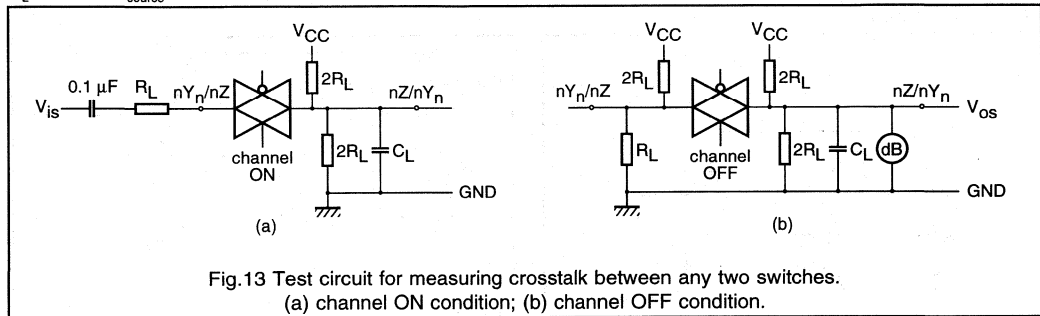 source
V_CC
V_CC
V_CC
0.1 µF
R_L
nY_n/nZ
2R_L
nZ/nY_n
V_is
channel
ON
2R_L
C_L
GND
(a)
nY_n/nZ
2R_L
2R_L
nZ/nY_n
V_os
R_L
channel
OFF
2R_L
C_L
dB
GND
(b)
Fig.13 Test circuit for measuring crosstalk between any two switches.
(a) channel ON condition; (b) channel OFF condition.